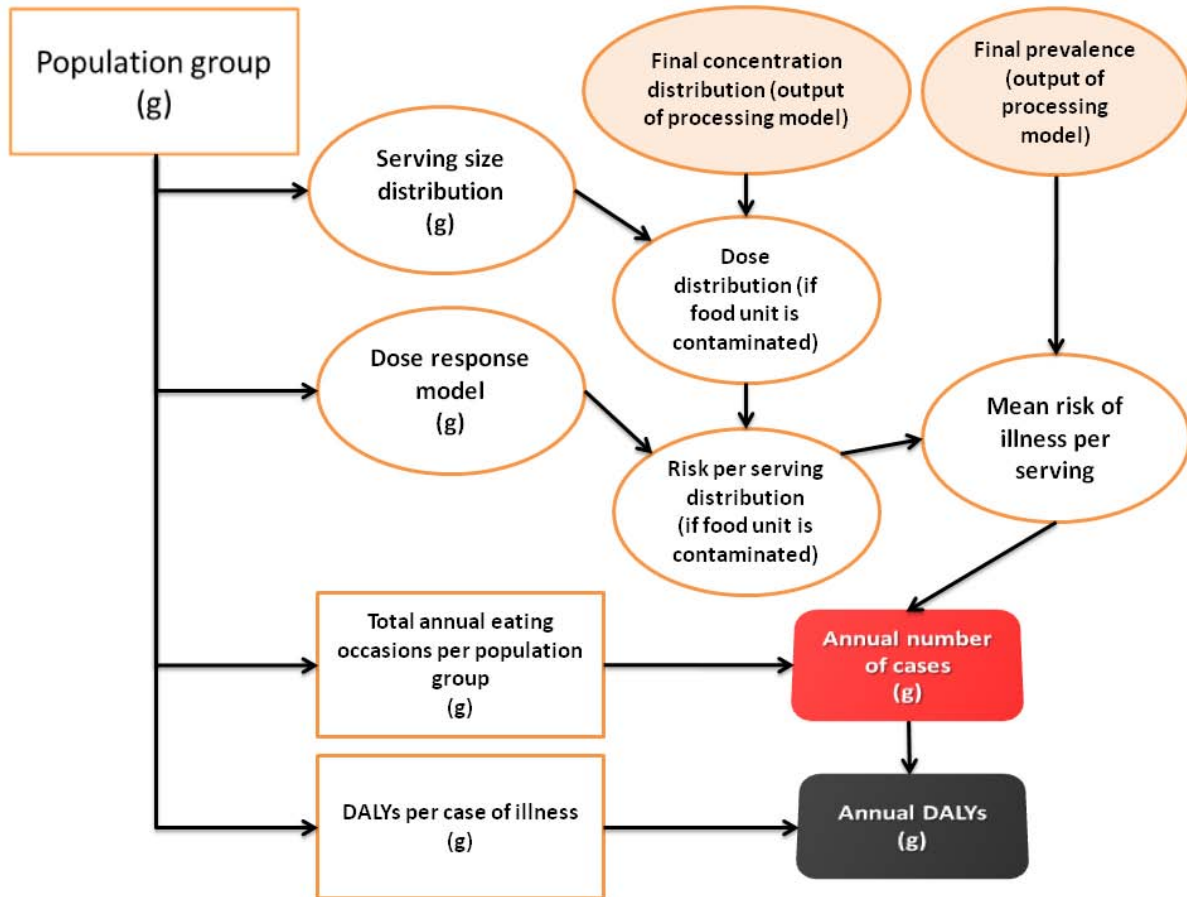 Population group
(g)
Final concentration
distribution (output
of processing model)
Final prevalence
(output of
processing
model)
Serving size
distribution
(g)
Dose
distribution (if
food unit is
contaminated)
Dose response
model
(g)
Mean risk of
illness per
serving
Risk per serving
distribution
(if food unit is
contaminated)
Total annual eating
occasions per population
group
(g)
Annual number
of cases
(g)
DALYs per case of illness
(g)
Annual DALYs
(g)